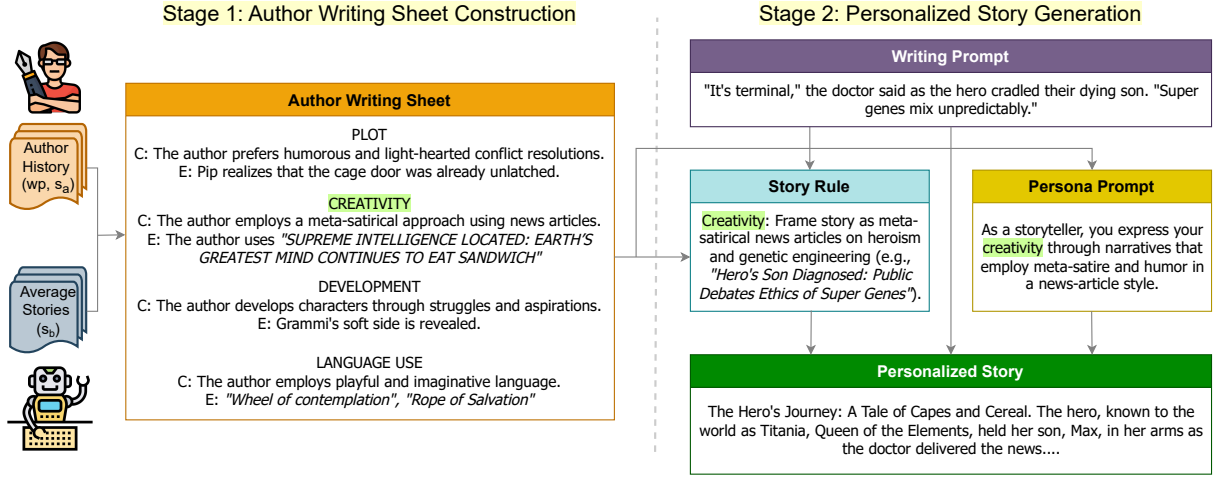 Stage 1: Author Writing Sheet Construction
Author
History
(wp, s_a)
Average
Stories
(s_b)
Author Writing Sheet
PLOT
C: The author prefers humorous and light-hearted conflict resolutions.
E: Pip realizes that the cage door was already unlatched.
CREATIVITY
C: The author employs a meta-satirical approach using news articles.
E: The author uses "SUPREME INTELLIGENCE LOCATED: EARTH'S
GREATEST MIND CONTINUES TO EAT SANDWICH"
DEVELOPMENT
C: The author develops characters through struggles and aspirations.
E: Grammi's soft side is revealed.
LANGUAGE USE
C: The author employs playful and imaginative language.
E: "Wheel of contemplation", "Rope of Salvation"
Stage 2: Personalized Story Generation
Writing Prompt
"It's terminal," the doctor said as the hero cradled their dying son. "Super
genes mix unpredictably."
Story Rule
Creativity: Frame story as meta-
satirical news articles on heroism
and genetic engineering (e.g.,
"Hero's Son Diagnosed: Public
Debates Ethics of Super Genes").
Persona Prompt
As a storyteller, you express your
creativity through narratives that
employ meta-satire and humor in
a news-article style.
Personalized Story
The Hero's Journey: A Tale of Capes and Cereal. The hero, known to the
world as Titania, Queen of the Elements, held her son, Max, in her arms as
the doctor delivered the news....